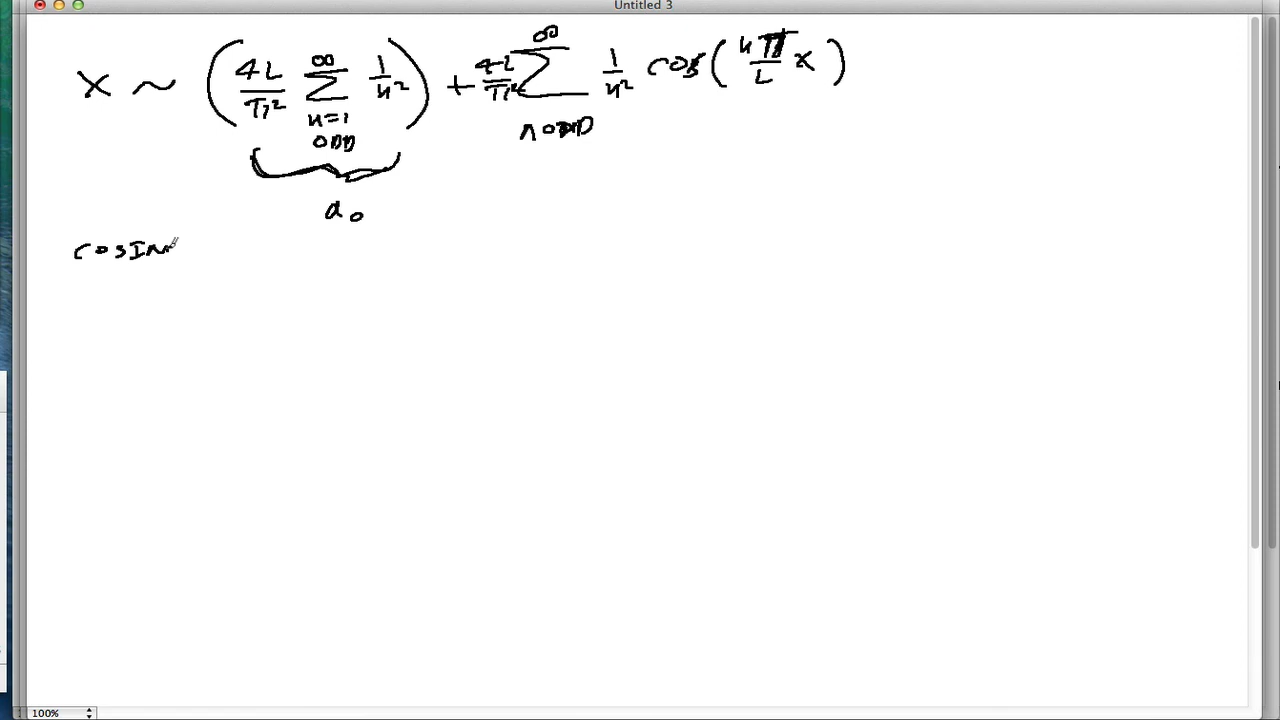 Untitled 3
x ~ (4L/π² ∞ Σ n=1 ODD 1/n²) + 4L/π² ∞ Σ n ODD 1/n² cos(nπ/L x)
a₀
COSIN
100%